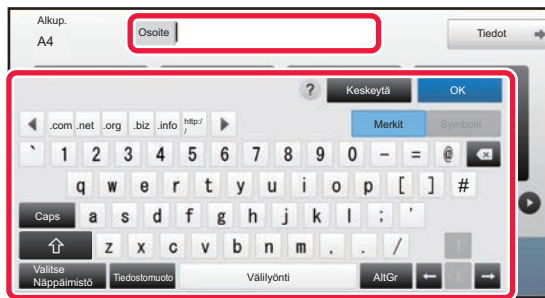 Alkup.
A4
Osoite
Tiedot
? Keskeytä OK
.com .net .org .biz .info http:/
/
Merkit Symbolit
` 1 2 3 4 5 6 7 8 9 0 - = @
q w e r t y u i o p [ ] #
Caps a s d f g h j k l ; '
z x c v b n m , . /
Valitse
Näppäimistö
Tiedostomuoto Välilyönti AltGr